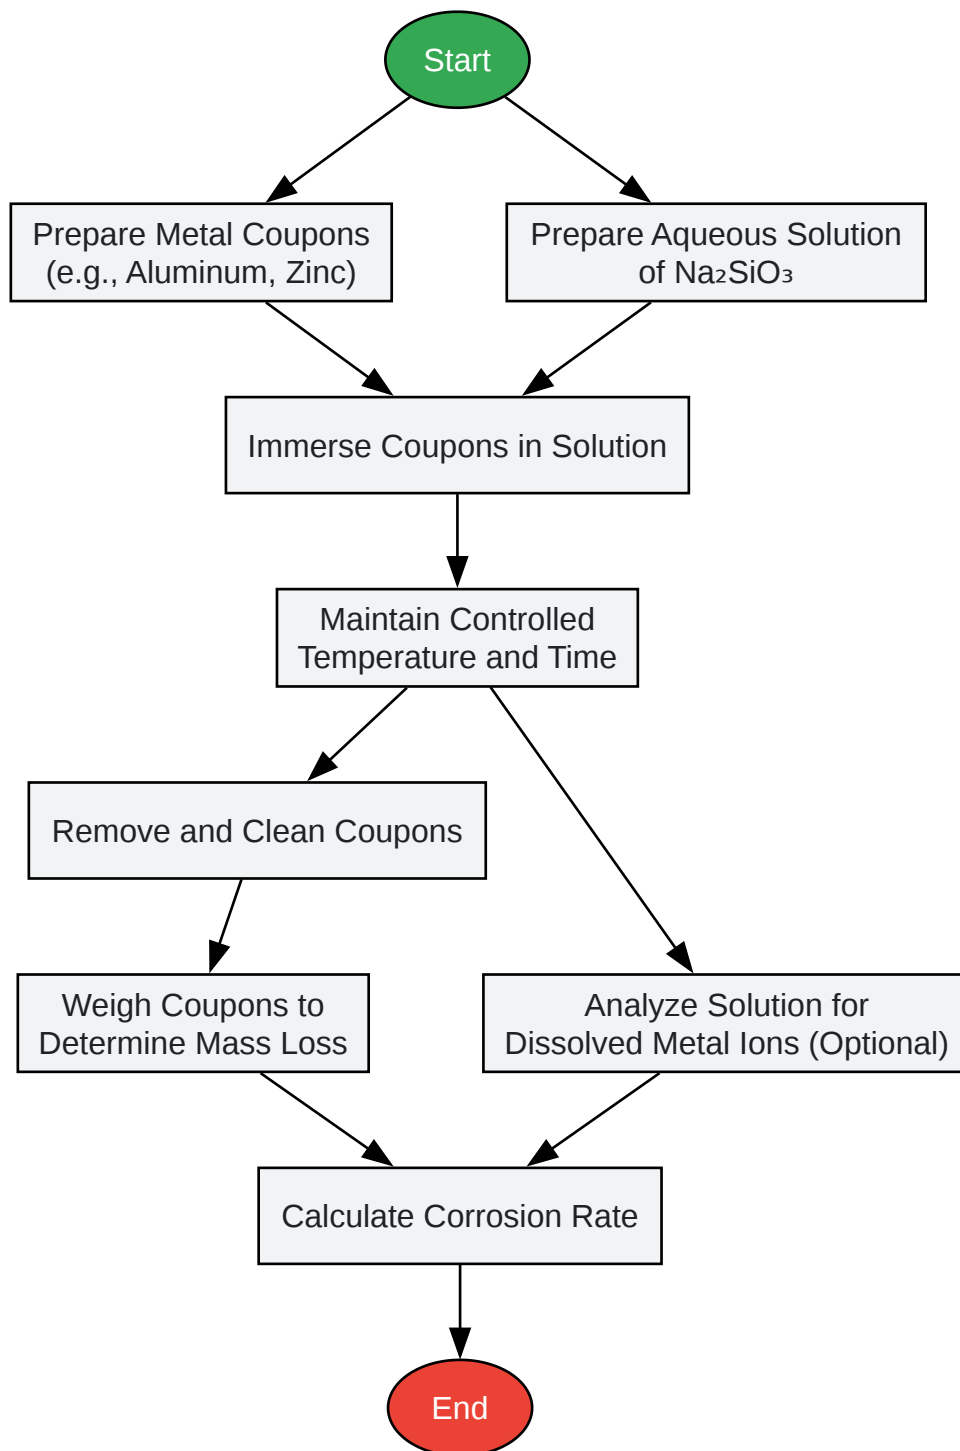 Start
Prepare Metal Coupons
(e.g., Aluminum, Zinc)
Prepare Aqueous Solution
of Na₂SiO₃
Immerse Coupons in Solution
Maintain Controlled
Temperature and Time
Remove and Clean Coupons
Weigh Coupons to
Determine Mass Loss
Analyze Solution for
Dissolved Metal Ions (Optional)
Calculate Corrosion Rate
End